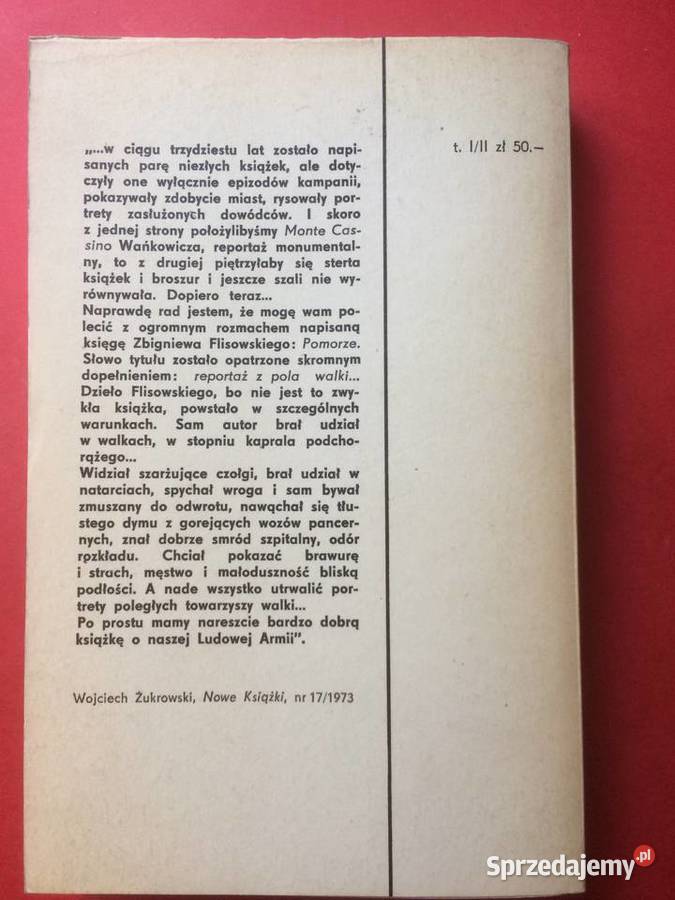 „...w ciągu trzydziestu lat zostało napi-
sanych parę niezłych książek, ale doty-
czyły one wyłącznie epizodów kampanii,
pokazywały zdobycie miast, rysowały por-
trety zasłużonych dowódców. I skoro
z jednej strony położylibyśmy Monte Cas-
sino Wańkowicza, reportaż monumental-
ny, to z drugiej piętrzyłaby się sterta
książek i broszur i jeszcze szali nie wy-
równywała. Dopiero teraz...
Naprawdę rad jestem, że mogę wam po-
lecić z ogromnym rozmachem napisaną
księgę Zbigniewa Flisowskiego: Pomorze.
Słowo tytułu zostało opatrzone skromnym
dopełnieniem: reportaż z pola walki...
Dzieło Flisowskiego, bo nie jest to zwy-
kła książka, powstało w szczególnych
warunkach. Sam autor brał udział
w walkach, w stopniu kaprala podcho-
rążego...
Widział szarżujące czołgi, brał udział w
natarciach, spychał wroga i sam bywał
zmuszany do odwrotu, nawąchał się tłu-
stego dymu z gorejących wozów pancer-
nych, znał dobrze smród szpitalny, odór
rozkładu. Chciał pokazać brawurę
i strach, męstwo i małoduszność bliską
podłości. A nade wszystko utrwalić por-
trety poległych towarzyszy walki...
Po prostu mamy nareszcie bardzo dobrą
książkę o naszej Ludowej Armii”.
Wojciech Żukrowski, Nowe Książki, nr 17/1973
t. I/II zł 50.—
Sprzedajemy.pl